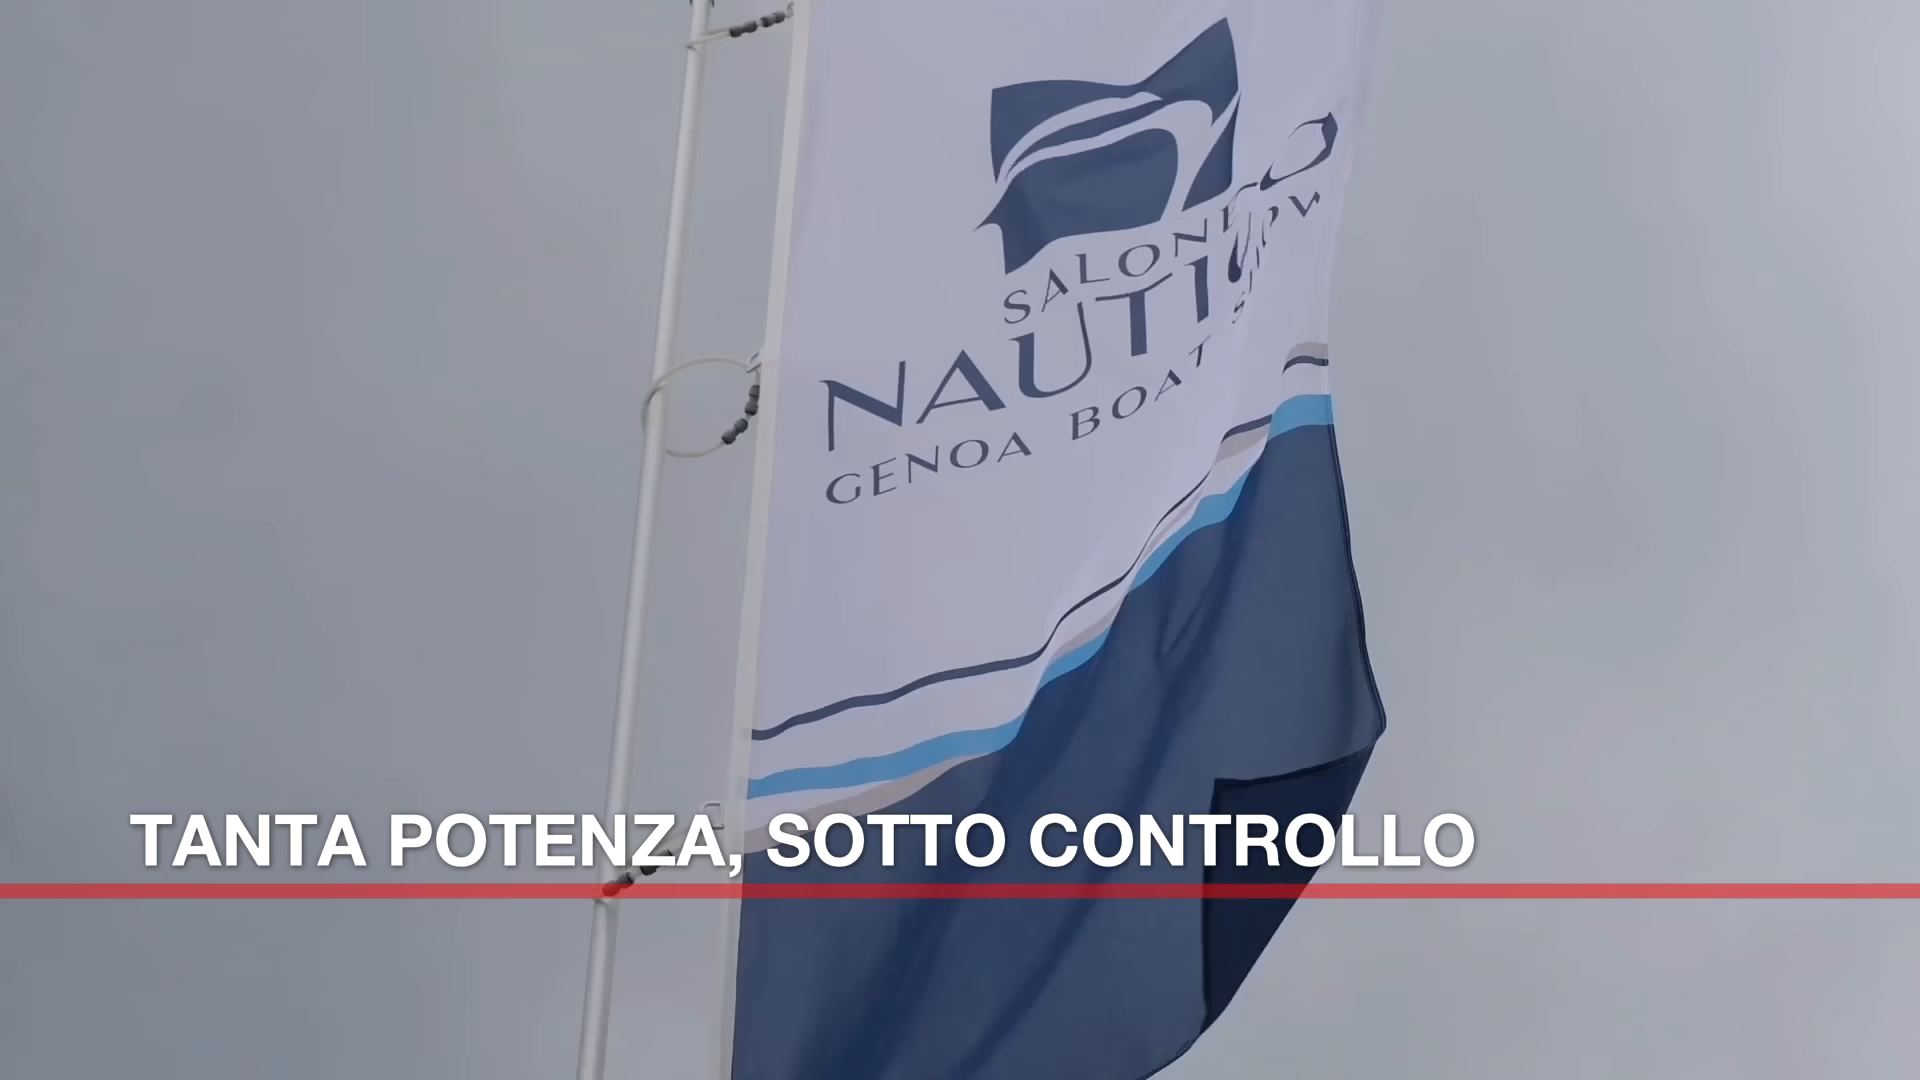 SALONE
NAUTI
GENOA BOAT
TANTA POTENZA, SOTTO CONTROLLO